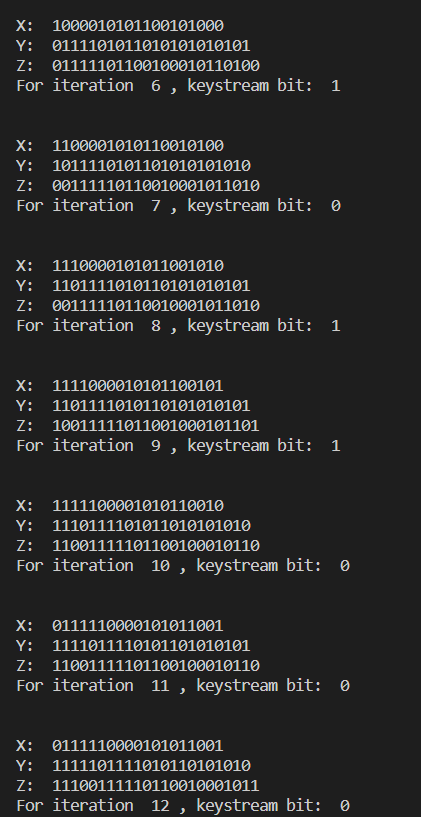 X: 1000010101100101000
Y: 0111101011010101010101
Z: 01111101100100010110100
For iteration 6 , keystream bit: 1
X: 1100001010110010100
Y: 1011110101101010101010
Z: 00111110110010001011010
For iteration 7 , keystream bit: 0
X: 1110000101011001010
Y: 1101111010110101010101
Z: 00111110110010001011010
For iteration 8 , keystream bit: 1
X: 1111000010101100101
Y: 1101111010110101010101
Z: 10011111011001000101101
For iteration 9 , keystream bit: 1
X: 1111100001010110010
Y: 1110111101011010101010
Z: 11001111101100100010110
For iteration 10 , keystream bit: 0
X: 0111110000101011001
Y: 1111011110101101010101
Z: 11001111101100100010110
For iteration 11 , keystream bit: 0
X: 0111110000101011001
Y: 1111101111010110101010
Z: 11100111110110010001011
For iteration 12 , keystream bit: 0